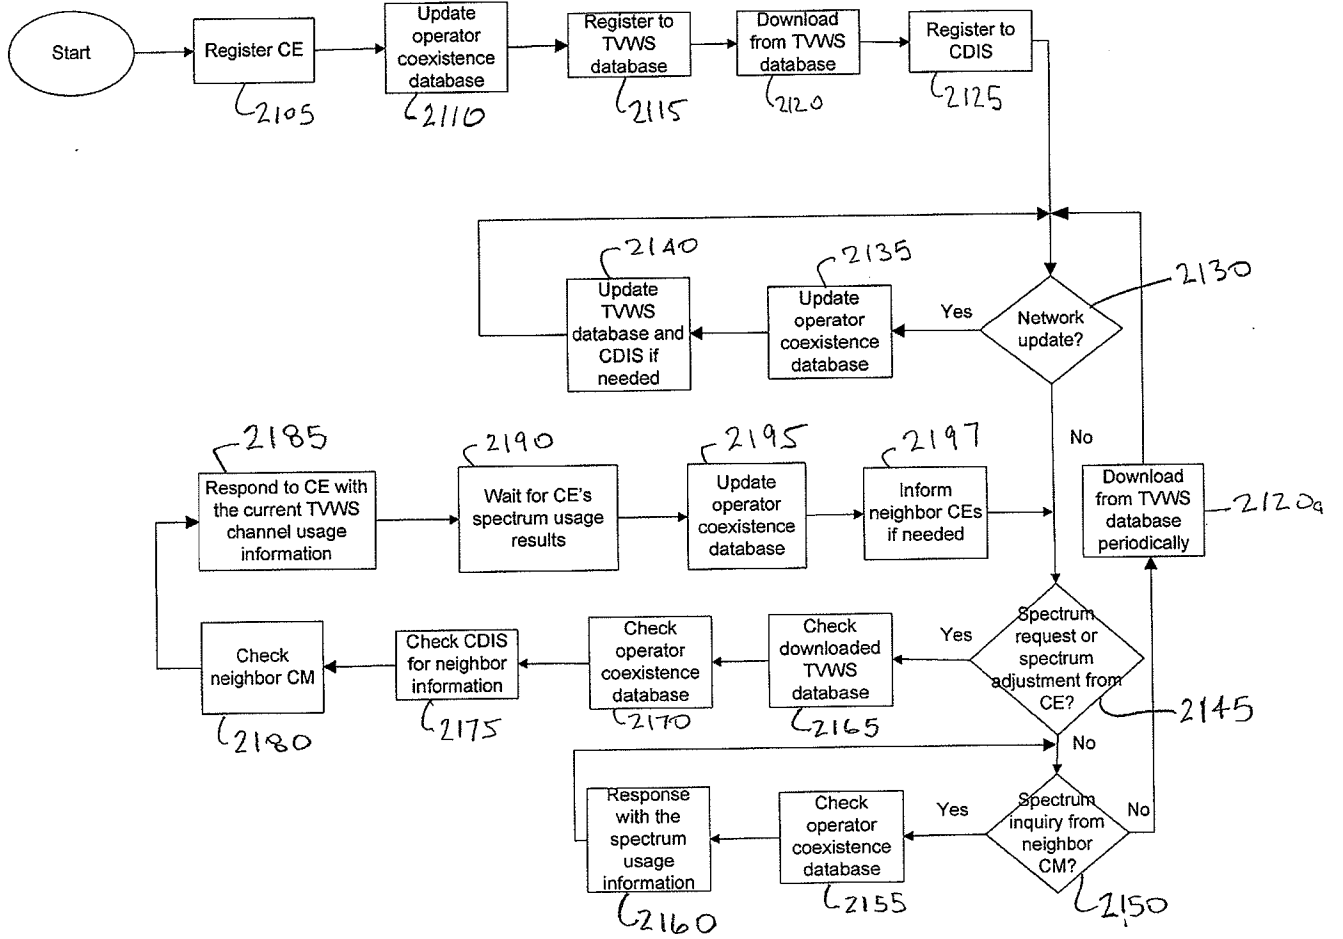 Start
Register CE
2105
Update
operator
coexistence
database
2110
Register to
TVWS
database
2115
Download
from TVWS
database
2120
Register to
CDIS
2125
Network
update?
2130
Yes
No
Update
operator
coexistence
database
2135
Update
TVWS
database and
CDIS if
needed
2140
Respond to CE with
the current TVWS
channel usage
information
2185
Wait for CE's
spectrum usage
results
2190
Update
operator
coexistence
database
2195
Inform
neighbor CEs
if needed
2197
Download
from TVWS
database
periodically
2120a
Spectrum
request or
spectrum
adjustment from
CE?
2145
Yes
No
Check
downloaded
TVWS
database
2165
Check
operator
coexistence
database
2170
Check CDIS
for neighbor
information
2175
Check
neighbor CM
2180
Spectrum
inquiry from
neighbor
CM?
2150
Yes
No
Check
operator
coexistence
database
2155
Response
with the
spectrum
usage
information
2160